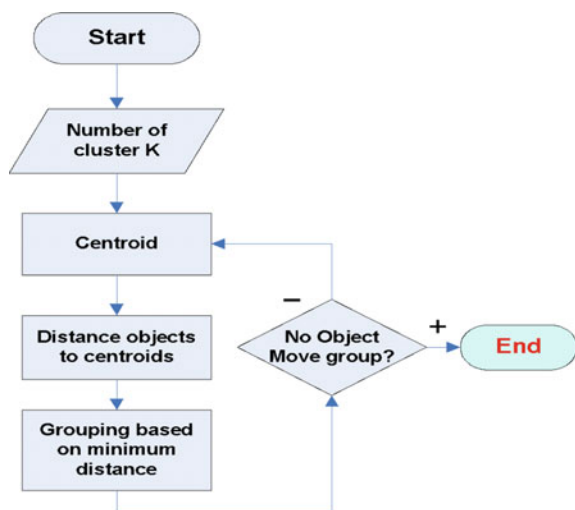 Start
Number of
cluster K
Centroid
Distance objects
to centroids
Grouping based
on minimum
distance
No Object
Move group?
–
+
End